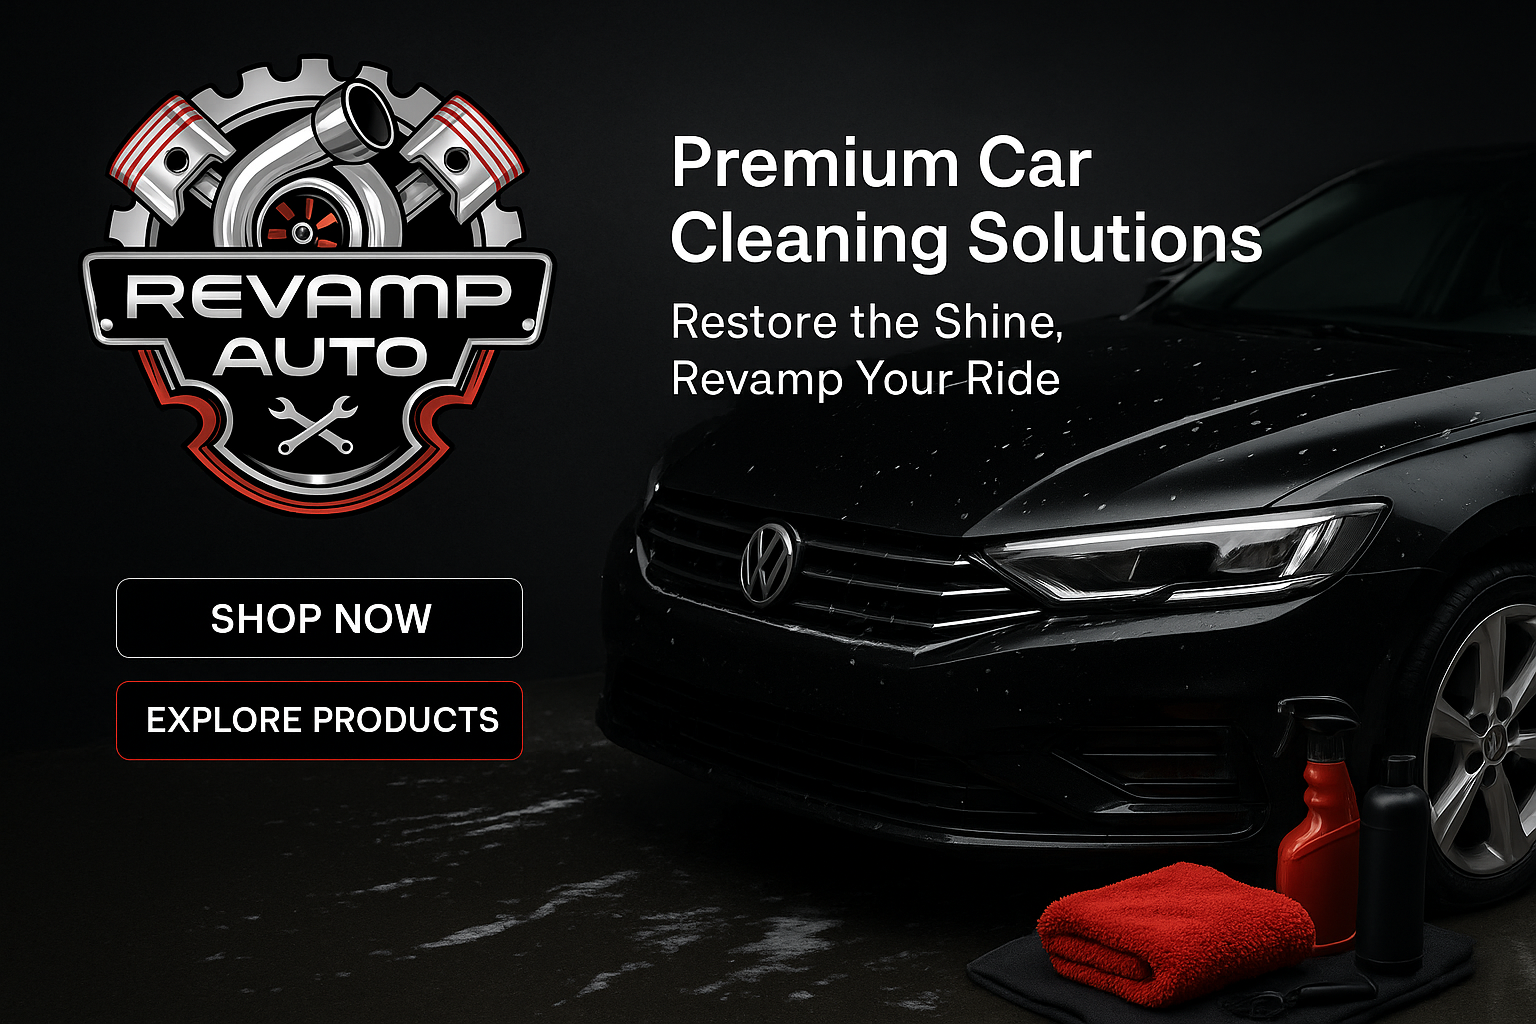 REVAMP
AUTO
Premium Car
Cleaning Solutions
Restore the Shine,
Revamp Your Ride
SHOP NOW
EXPLORE PRODUCTS